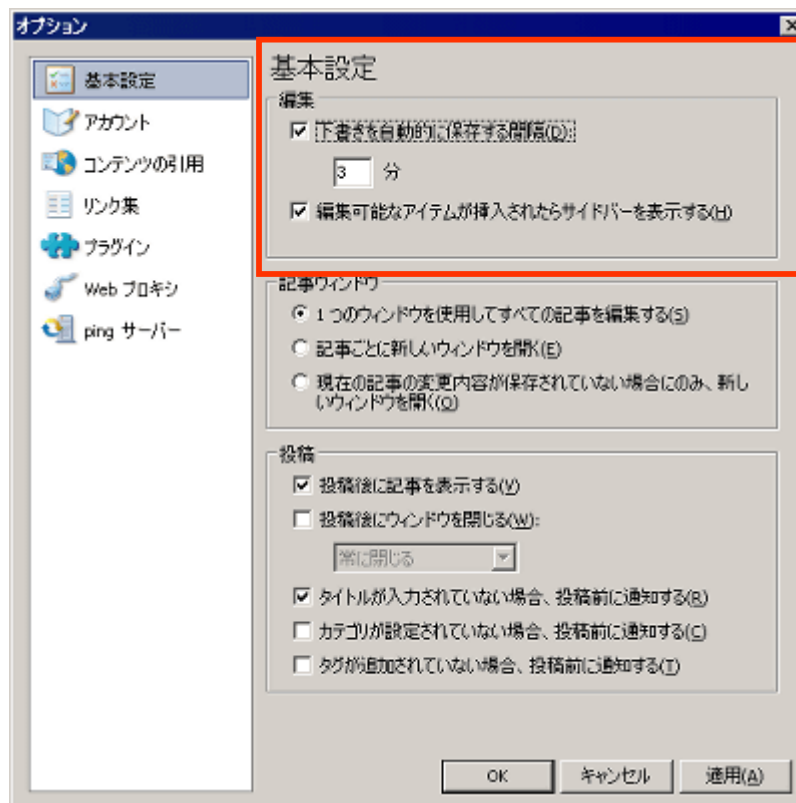 オプション
基本設定
アカウント
コンテンツの引用
リンク集
プラグイン
Web プロキシ
ping サーバー
基本設定
編集
下書きを自動的に保存する間隔(D):
3 分
編集可能なアイテムが挿入されたらサイドバーを表示する(H)
記事ウィンドウ
1 つのウィンドウを使用してすべての記事を編集する(S)
記事ごとに新しいウィンドウを開く(E)
現在の記事の変更内容が保存されていない場合にのみ、新し
いウィンドウを開く(O)
投稿
投稿後に記事を表示する(V)
投稿後にウィンドウを閉じる(W):
常に閉じる
タイトルが入力されていない場合、投稿前に通知する(R)
カテゴリが設定されていない場合、投稿前に通知する(C)
タグが追加されていない場合、投稿前に通知する(T)
OK キャンセル 適用(A)